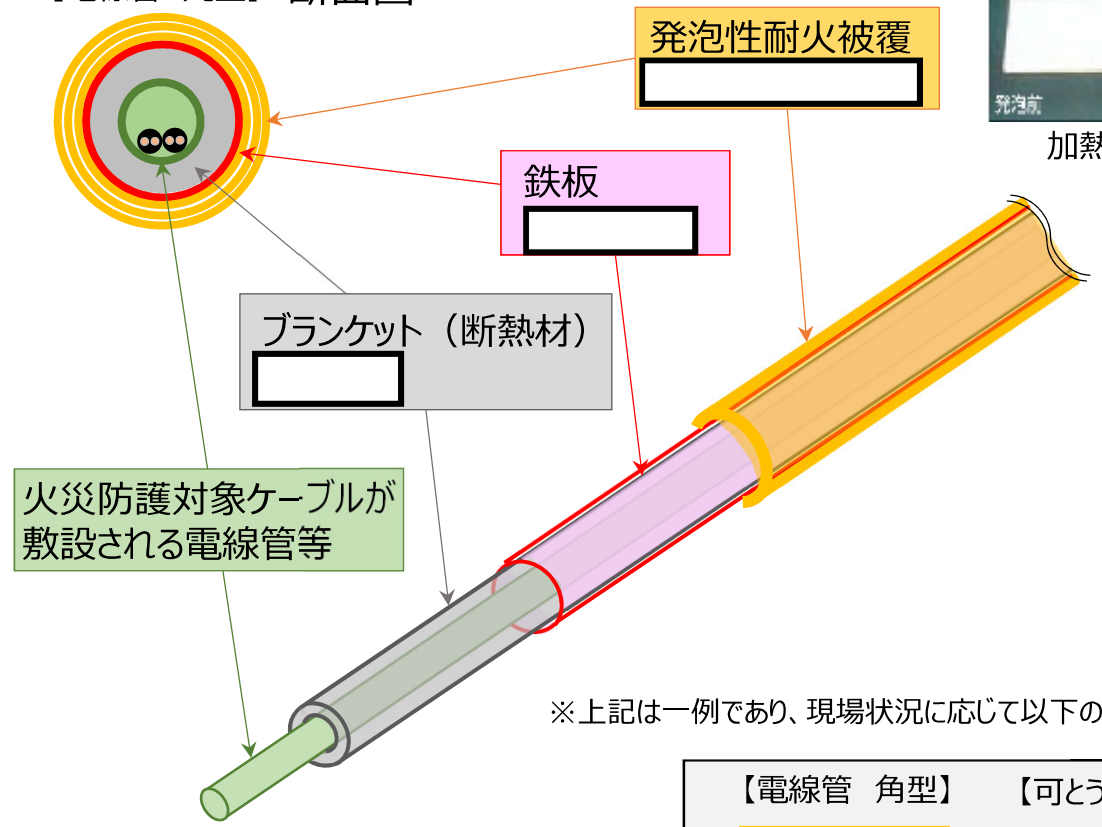 断面図
発泡性耐火被覆
発泡前
加熱
鉄板
ブランケット（断熱材）
火災防護対象ケーブルが
敷設される電線管等
※上記は一例であり、現場状況に応じて以下の
【電線管　角型】
【可とう